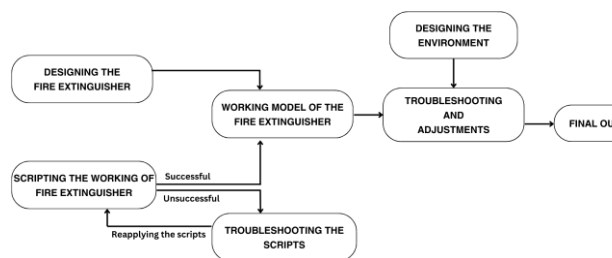 DESIGNING THE
ENVIRONMENT
DESIGNING THE
FIRE EXTINGUISHER
WORKING MODEL OF THE
FIRE EXTINGUISHER
TROUBLESHOOTING
AND
ADJUSTMENTS
FINAL OU
SCRIPTING THE WORKING OF
FIRE EXTINGUISHER
Successful
Unsuccessful
Reapplying the scripts
TROUBLESHOOTING THE
SCRIPTS